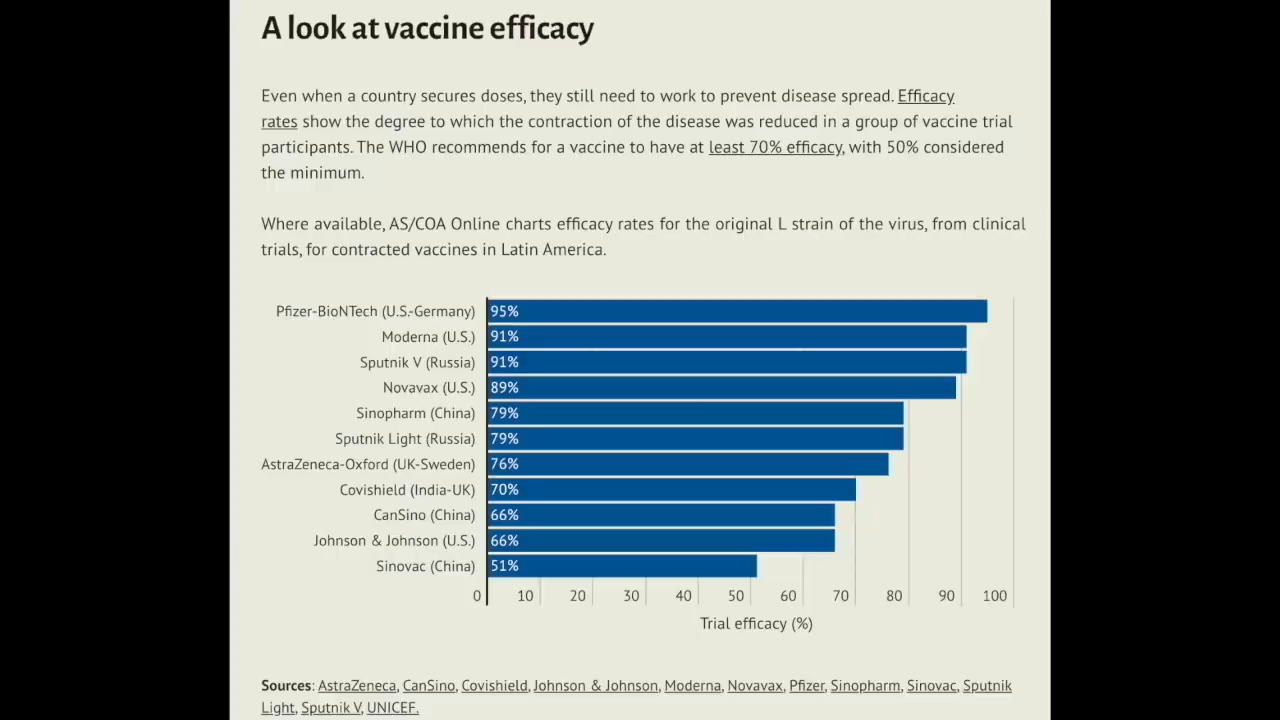 A look at vaccine efficacy
Even when a country secures doses, they still need to work to prevent disease spread. Efficacy
rates show the degree to which the contraction of the disease was reduced in a group of vaccine trial
participants. The WHO recommends for a vaccine to have at least 70% efficacy, with 50% considered
the minimum.
Where available, AS/COA Online charts efficacy rates for the original L strain of the virus, from clinical
trials, for contracted vaccines in Latin America.
Pfizer-BioNTech (U.S.-Germany) 95%
Moderna (U.S.) 91%
Sputnik V (Russia) 91%
Novavax (U.S.) 89%
Sinopharm (China) 79%
Sputnik Light (Russia) 79%
AstraZeneca-Oxford (UK-Sweden) 76%
Covishield (India-UK) 70%
CanSino (China) 66%
Johnson & Johnson (U.S.) 66%
Sinovac (China) 51%
0 10 20 30 40 50 60 70 80 90 100
Trial efficacy (%)
Sources: AstraZeneca, CanSino, Covishield, Johnson & Johnson, Moderna, Novavax, Pfizer, Sinopharm, Sinovac, Sputnik
Light, Sputnik V, UNICEF.